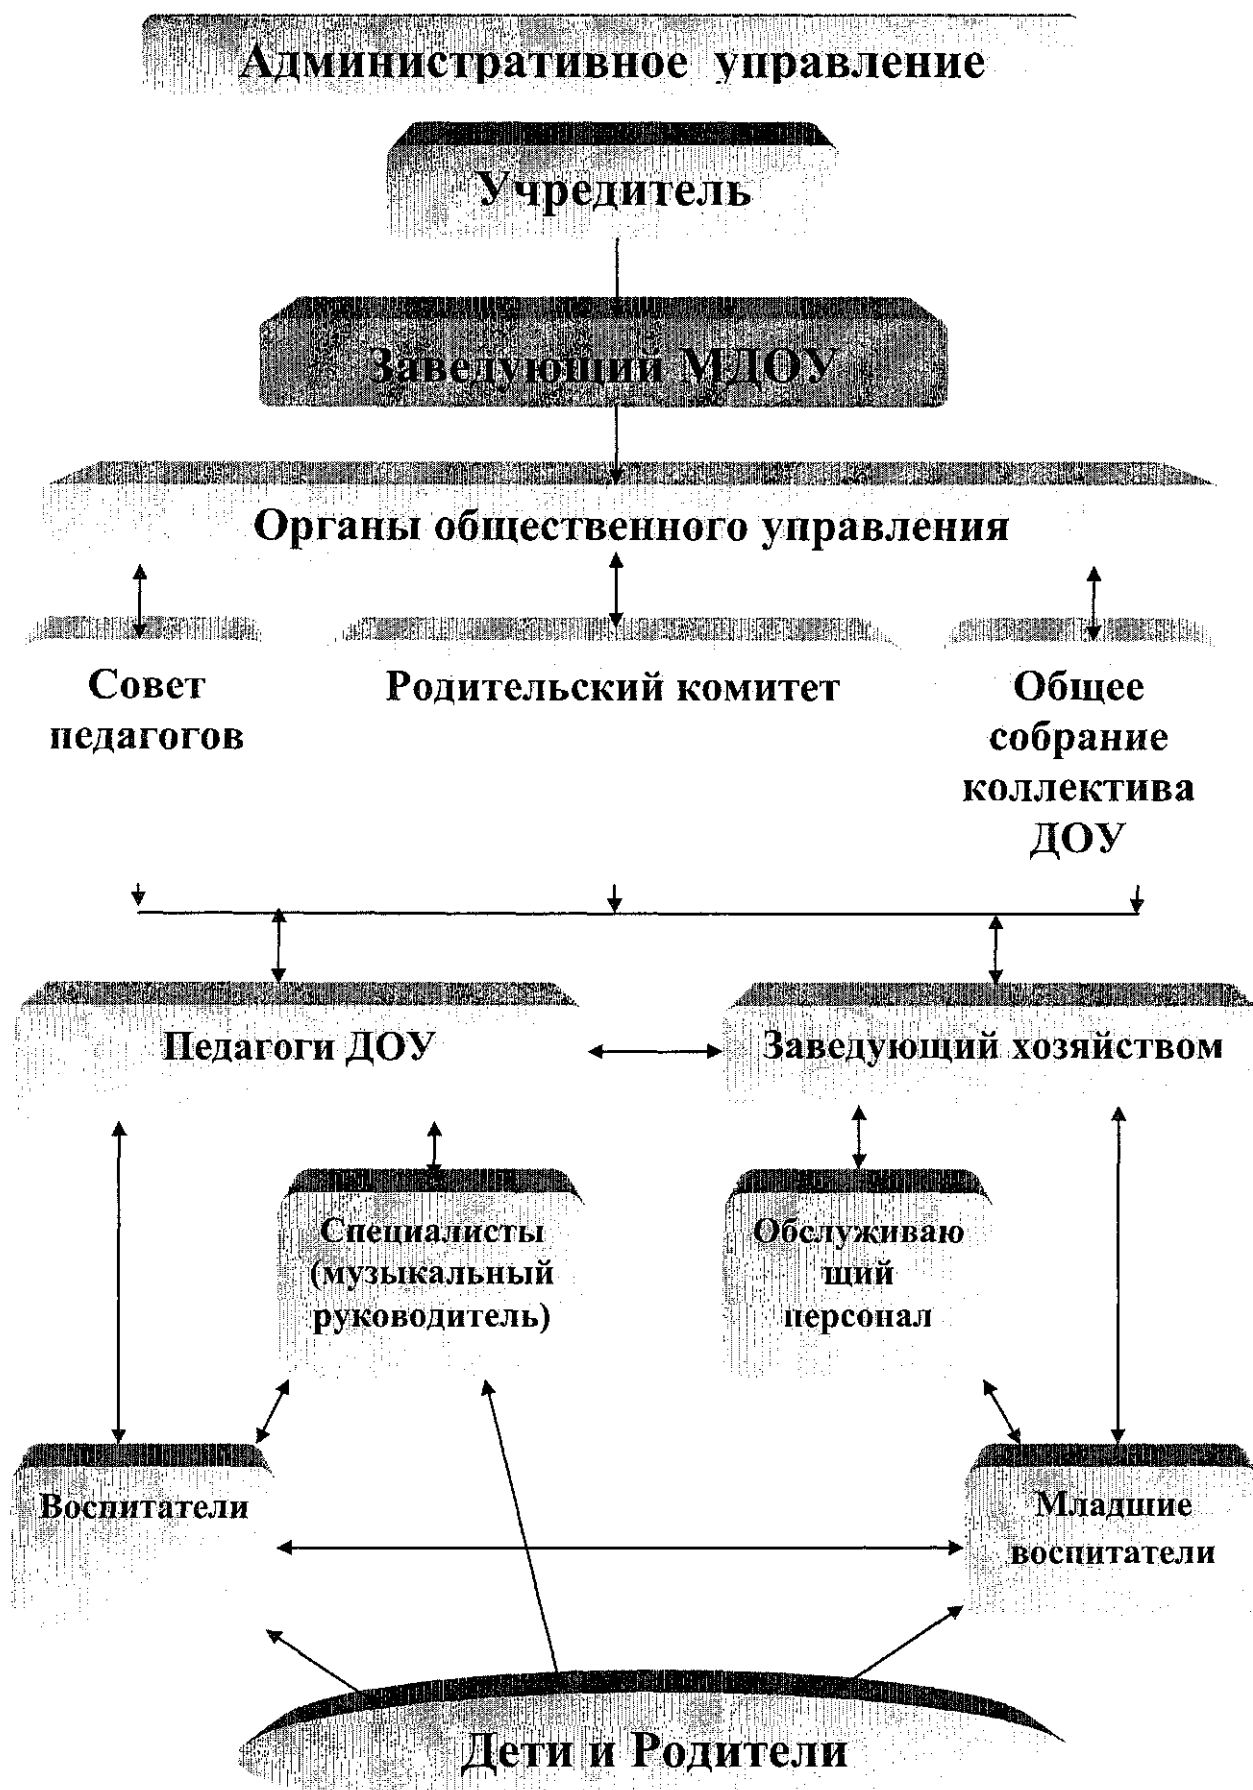 Административное управление
Учредитель
Заведующий МДОУ
Органы общественного управления
Совет
педагогов
Родительский комитет
Общее
собрание
коллектива
ДОУ
Педагоги ДОУ
Заведующий хозяйством
Специалисты
(музыкальный
руководитель)
Обслуживаю
щий
персонал
Воспитатели
Младшие
воспитатели
Дети и Родители